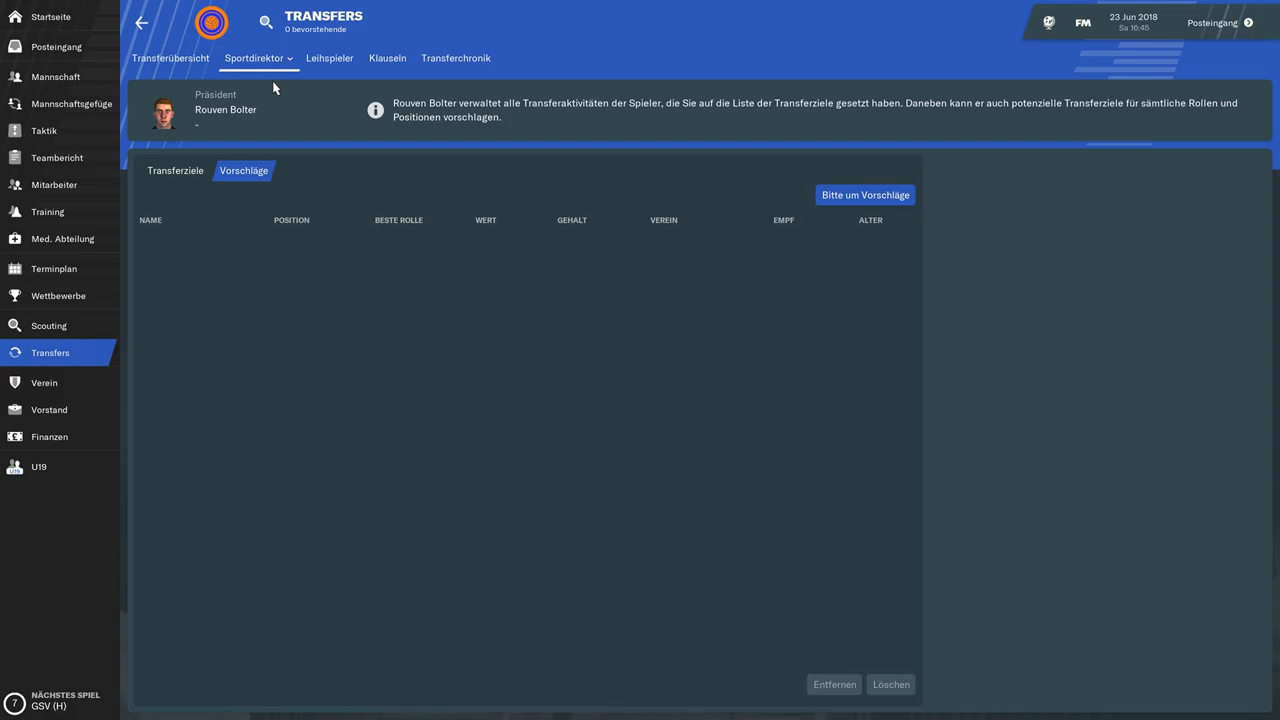 Startseite
Posteingang
Mannschaft
Mannschaftsgefüge
Taktik
Teambericht
Mitarbeiter
Training
Med. Abteilung
Terminplan
Wettbewerbe
Scouting
Transfers
Verein
Vorstand
Finanzen
U19
U19
7
NÄCHSTES SPIEL
GSV (H)
TRANSFERS
0 bevorstehende
FM
23 Jun 2018
Sa 16:45
Posteingang
Transferübersicht
Sportdirektor
Leihspieler
Klauseln
Transferchronik
Präsident
Rouven Bolter
-
Rouven Bolter verwaltet alle Transferaktivitäten der Spieler, die Sie auf die Liste der Transferziele gesetzt haben. Daneben kann er auch potenzielle Transferziele für sämtliche Rollen und
Positionen vorschlagen.
Transferziele
Vorschläge
Bitte um Vorschläge
NAME POSITION BESTE ROLLE WERT GEHALT VEREIN EMPF ALTER
Entfernen
Löschen